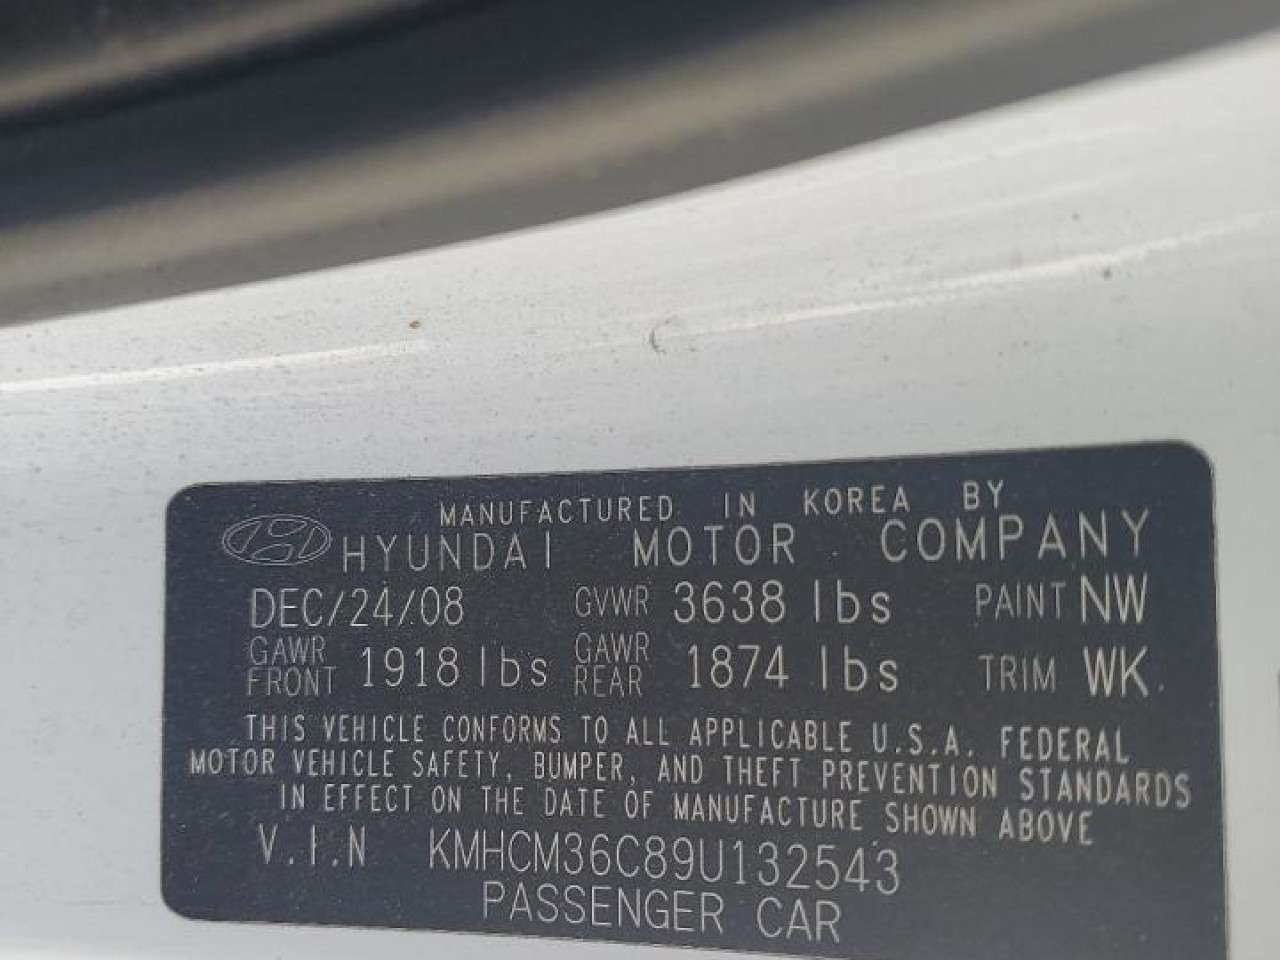 MANUFACTURED IN KOREA BY
HYUNDAI MOTOR COMPANY
DEC/24/08 GVWR 3638 lbs PAINT NW
GAWR FRONT 1918 lbs GAWR REAR 1874 lbs TRIM WK
THIS VEHICLE CONFORMS TO ALL APPLICABLE U.S.A. FEDERAL
MOTOR VEHICLE SAFETY, BUMPER, AND THEFT PREVENTION STANDARDS
IN EFFECT ON THE DATE OF MANUFACTURE SHOWN ABOVE
V.I.N KMHCM36C89U132543
PASSENGER CAR